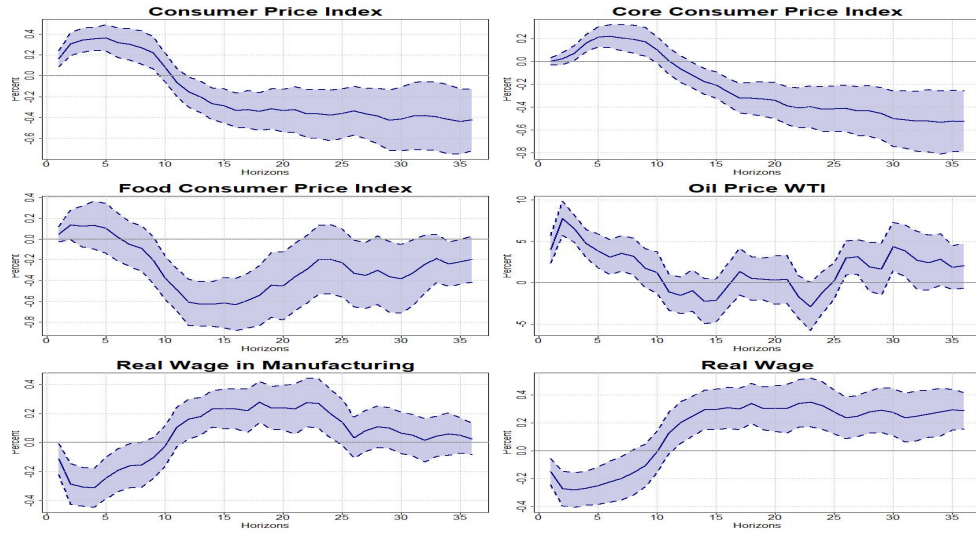 Consumer Price Index
Percent
0.4
0.2
0.0
-0.2
-0.4
-0.6
0 5 10 15 20 25 30 35
Horizons
Core Consumer Price Index
Percent
0.2
0.0
-0.2
-0.4
-0.6
-0.8
0 5 10 15 20 25 30 35
Horizons
Food Consumer Price Index
Percent
0.4
0.2
0.0
-0.2
-0.4
-0.6
-0.8
0 5 10 15 20 25 30 35
Horizons
Oil Price WTI
Percent
10
5
0
-5
0 5 10 15 20 25 30 35
Horizons
Real Wage in Manufacturing
Percent
0.4
0.2
0.0
-0.2
-0.4
0 5 10 15 20 25 30 35
Horizons
Real Wage
Percent
0.4
0.2
0.0
-0.2
-0.4
0 5 10 15 20 25 30 35
Horizons